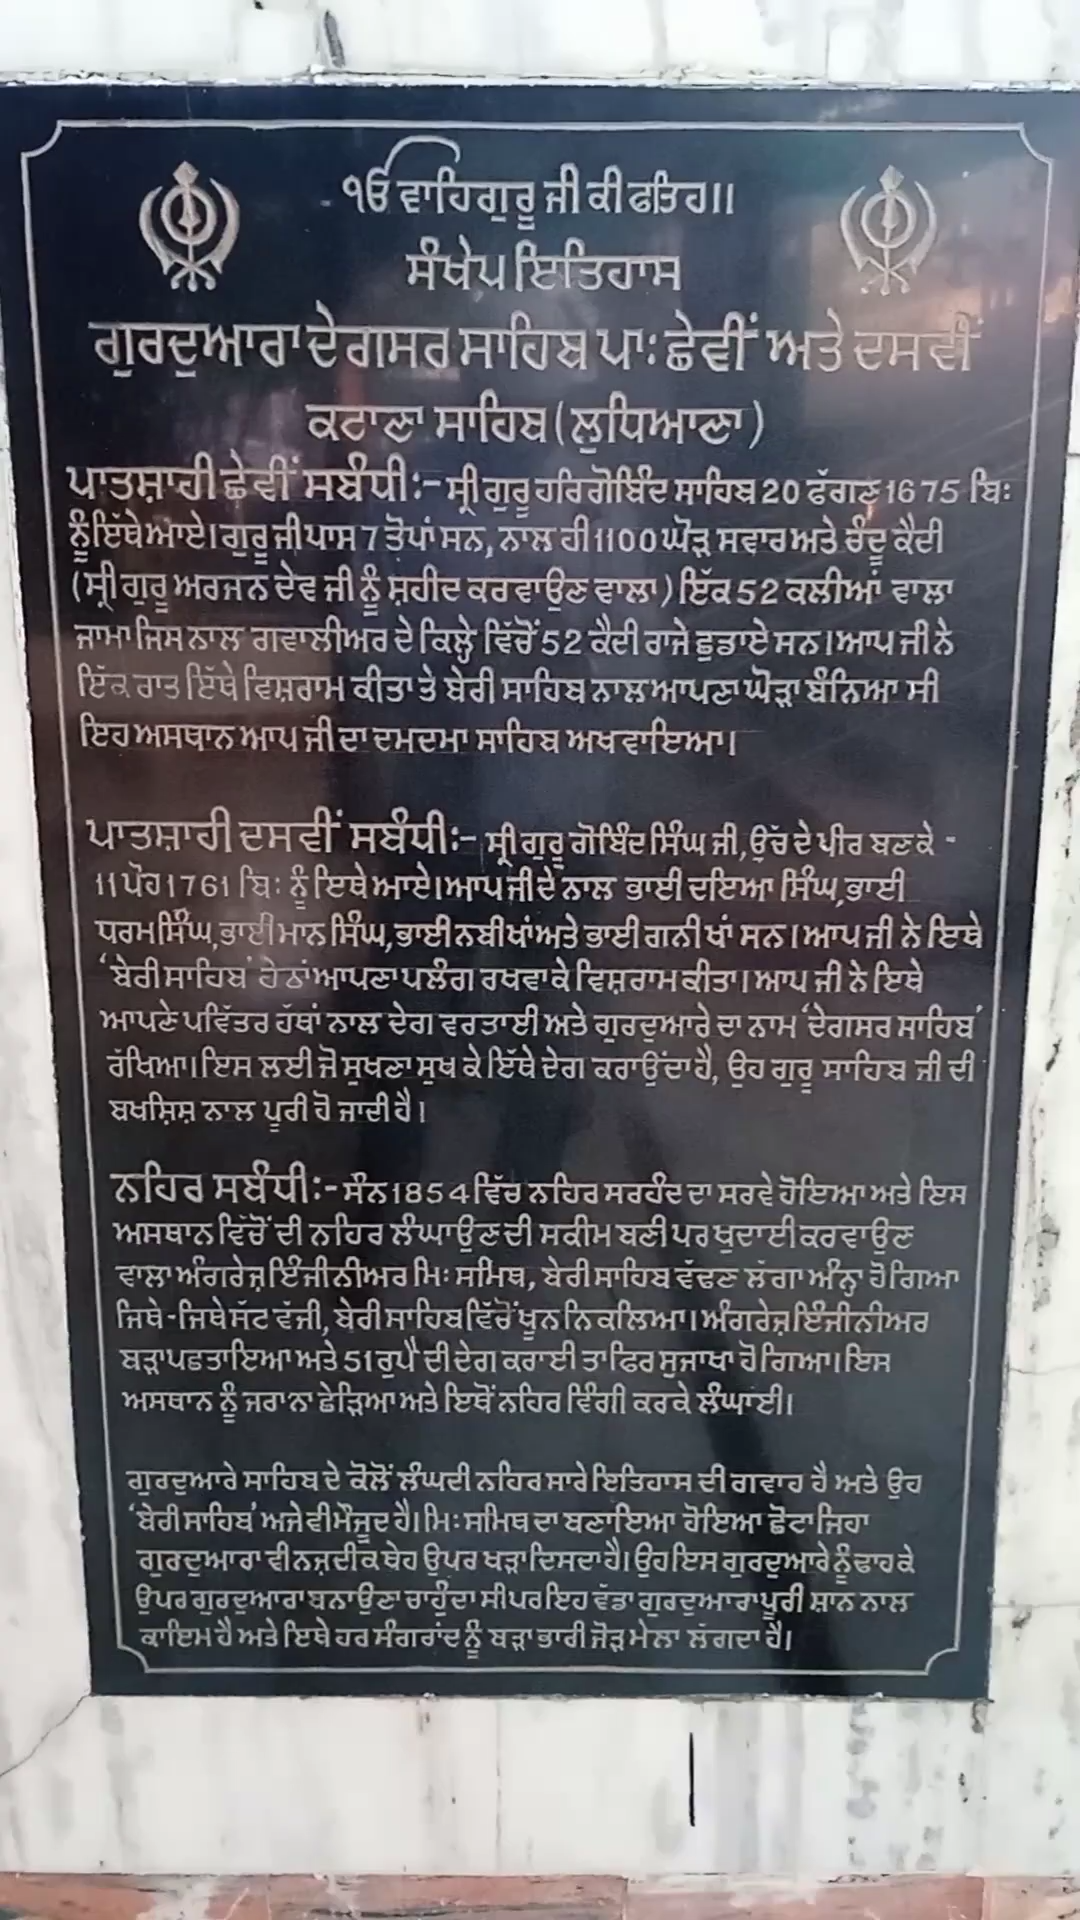 ੧ਓ ਵਾਹਿਗੁਰੂ ਜੀ ਕੀ ਫਤਿਹ॥
ਸੰਖੇਪ ਇਤਿਹਾਸ
ਗੁਰਦੁਆਰਾ ਦੇਗਸਰ ਸਾਹਿਬ ਪਾ: ਛੇਵੀਂ ਅਤੇ ਦਸਵੀਂ
ਕਟਾਣਾ ਸਾਹਿਬ (ਲੁਧਿਆਣਾ)
ਪਾਤਸ਼ਾਹੀ ਛੇਵੀਂ ਸਬੰਧੀ:- ਸ੍ਰੀ ਗੁਰੂ ਹਰਿਗੋਬਿੰਦ ਸਾਹਿਬ 20 ਫੱਗਣ 1675 ਬਿ:
ਨੂੰ ਇੱਥੇ ਆਏ। ਗੁਰੂ ਜੀ ਪਾਸ 7 ਤੋਪਾਂ ਸਨ, ਨਾਲ ਹੀ 1100 ਘੋੜ ਸਵਾਰ ਅਤੇ ਚੰਦੂ ਕੈਦੀ
(ਸ੍ਰੀ ਗੁਰੂ ਅਰਜਨ ਦੇਵ ਜੀ ਨੂੰ ਸ਼ਹੀਦ ਕਰਵਾਉਣ ਵਾਲਾ) ਇੱਕ 52 ਕਲੀਆਂ ਵਾਲਾ
ਜਾਮਾ ਜਿਸ ਨਾਲ ਗਵਾਲੀਅਰ ਦੇ ਕਿਲ੍ਹੇ ਵਿੱਚੋਂ 52 ਕੈਦੀ ਰਾਜੇ ਛੁਡਾਏ ਸਨ। ਆਪ ਜੀ ਨੇ
ਇੱਕ ਰਾਤ ਇੱਥੇ ਵਿਸ਼ਰਾਮ ਕੀਤਾ ਤੇ ਬੇਰੀ ਸਾਹਿਬ ਨਾਲ ਆਪਣਾ ਘੋੜਾ ਬੰਨਿਆ ਸੀ
ਇਹ ਅਸਥਾਨ ਆਪ ਜੀ ਦਾ ਦਮਦਮਾ ਸਾਹਿਬ ਅਖਵਾਇਆ।
ਪਾਤਸ਼ਾਹੀ ਦਸਵੀਂ ਸਬੰਧੀ:- ਸ੍ਰੀ ਗੁਰੂ ਗੋਬਿੰਦ ਸਿੰਘ ਜੀ, ਉੱਚ ਦੇ ਪੀਰ ਬਣਕੇ -
11 ਪੋਹ 1761 ਬਿ: ਨੂੰ ਇਥੇ ਆਏ। ਆਪ ਜੀ ਦੇ ਨਾਲ ਭਾਈ ਦਇਆ ਸਿੰਘ, ਭਾਈ
ਧਰਮ ਸਿੰਘ, ਭਾਈ ਮਾਨ ਸਿੰਘ, ਭਾਈ ਨਬੀ ਖਾਂ ਅਤੇ ਭਾਈ ਗਨੀ ਖਾਂ ਸਨ। ਆਪ ਜੀ ਨੇ ਇਥੇ
'ਬੇਰੀ ਸਾਹਿਬ' ਹੇਠਾਂ ਆਪਣਾ ਪਲੰਗ ਰਖਵਾਕੇ ਵਿਸ਼ਰਾਮ ਕੀਤਾ। ਆਪ ਜੀ ਨੇ ਇਥੇ
ਆਪਣੇ ਪਵਿੱਤਰ ਹੱਥਾਂ ਨਾਲ ਦੇਗ ਵਰਤਾਈ ਅਤੇ ਗੁਰਦੁਆਰੇ ਦਾ ਨਾਮ 'ਦੇਗਸਰ ਸਾਹਿਬ'
ਰੱਖਿਆ। ਇਸ ਲਈ ਜੋ ਸੁਖਣਾ ਸੁਖ ਕੇ ਇੱਥੇ ਦੇਗ ਕਰਾਉਂਦਾ ਹੈ, ਉਹ ਗੁਰੂ ਸਾਹਿਬ ਜੀ ਦੀ
ਬਖਸ਼ਿਸ਼ ਨਾਲ ਪੂਰੀ ਹੋ ਜਾਦੀ ਹੈ।
ਨਹਿਰ ਸਬੰਧੀ:- ਸੰਨ 1854 ਵਿੱਚ ਨਹਿਰ ਸਰਹੰਦ ਦਾ ਸਰਵੇ ਹੋਇਆ ਅਤੇ ਇਸ
ਅਸਥਾਨ ਵਿੱਚੋਂ ਦੀ ਨਹਿਰ ਲੰਘਾਉਣ ਦੀ ਸਕੀਮ ਬਣੀ ਪਰ ਖੁਦਾਈ ਕਰਵਾਉਣ
ਵਾਲਾ ਅੰਗਰੇਜ਼ ਇੰਜੀਨੀਅਰ ਮਿ: ਸਮਿਥ, ਬੇਰੀ ਸਾਹਿਬ ਵੱਢਣ ਲੱਗਾ ਅੰਨ੍ਹਾ ਹੋ ਗਿਆ
ਜਿਥੇ-ਜਿਥੇ ਸੱਟ ਵੱਜੀ, ਬੇਰੀ ਸਾਹਿਬ ਵਿੱਚੋਂ ਖੂਨ ਨਿਕਲਿਆ। ਅੰਗਰੇਜ਼ ਇੰਜੀਨੀਅਰ
ਬੜਾ ਪਛਤਾਇਆ ਅਤੇ 51 ਰੁਪੈ ਦੀ ਦੇਗ ਕਰਾਈ ਤਾ ਫਿਰ ਸੁਜਾਖਾ ਹੋ ਗਿਆ। ਇਸ
ਅਸਥਾਨ ਨੂੰ ਜਰਾ ਨਾ ਛੇੜਿਆ ਅਤੇ ਇਥੋਂ ਨਹਿਰ ਵਿੰਗੀ ਕਰਕੇ ਲੰਘਾਈ।
ਗੁਰਦੁਆਰੇ ਸਾਹਿਬ ਦੇ ਕੋਲੋਂ ਲੰਘਦੀ ਨਹਿਰ ਸਾਰੇ ਇਤਿਹਾਸ ਦੀ ਗਵਾਹ ਹੈ ਅਤੇ ਉਹ
'ਬੇਰੀ ਸਾਹਿਬ' ਅਜੇ ਵੀ ਮੌਜੂਦ ਹੈ। ਮਿ: ਸਮਿਥ ਦਾ ਬਣਾਇਆ ਹੋਇਆ ਛੋਟਾ ਜਿਹਾ
ਗੁਰਦੁਆਰਾ ਵੀ ਨਜ਼ਦੀਕ ਥੇਹ ਉਪਰ ਖੜਾ ਦਿਸਦਾ ਹੈ। ਉਹ ਇਸ ਗੁਰਦੁਆਰੇ ਨੂੰ ਢਾਹ ਕੇ
ਉਪਰ ਗੁਰਦੁਆਰਾ ਬਨਾਉਣਾ ਚਾਹੁੰਦਾ ਸੀ ਪਰ ਇਹ ਵੱਡਾ ਗੁਰਦੁਆਰਾ ਪੂਰੀ ਸ਼ਾਨ ਨਾਲ
ਕਾਇਮ ਹੈ ਅਤੇ ਇਥੇ ਹਰ ਸੰਗਰਾਂਦ ਨੂੰ ਬੜਾ ਭਾਰੀ ਜੋੜ ਮੇਲਾ ਲੱਗਦਾ ਹੈ।